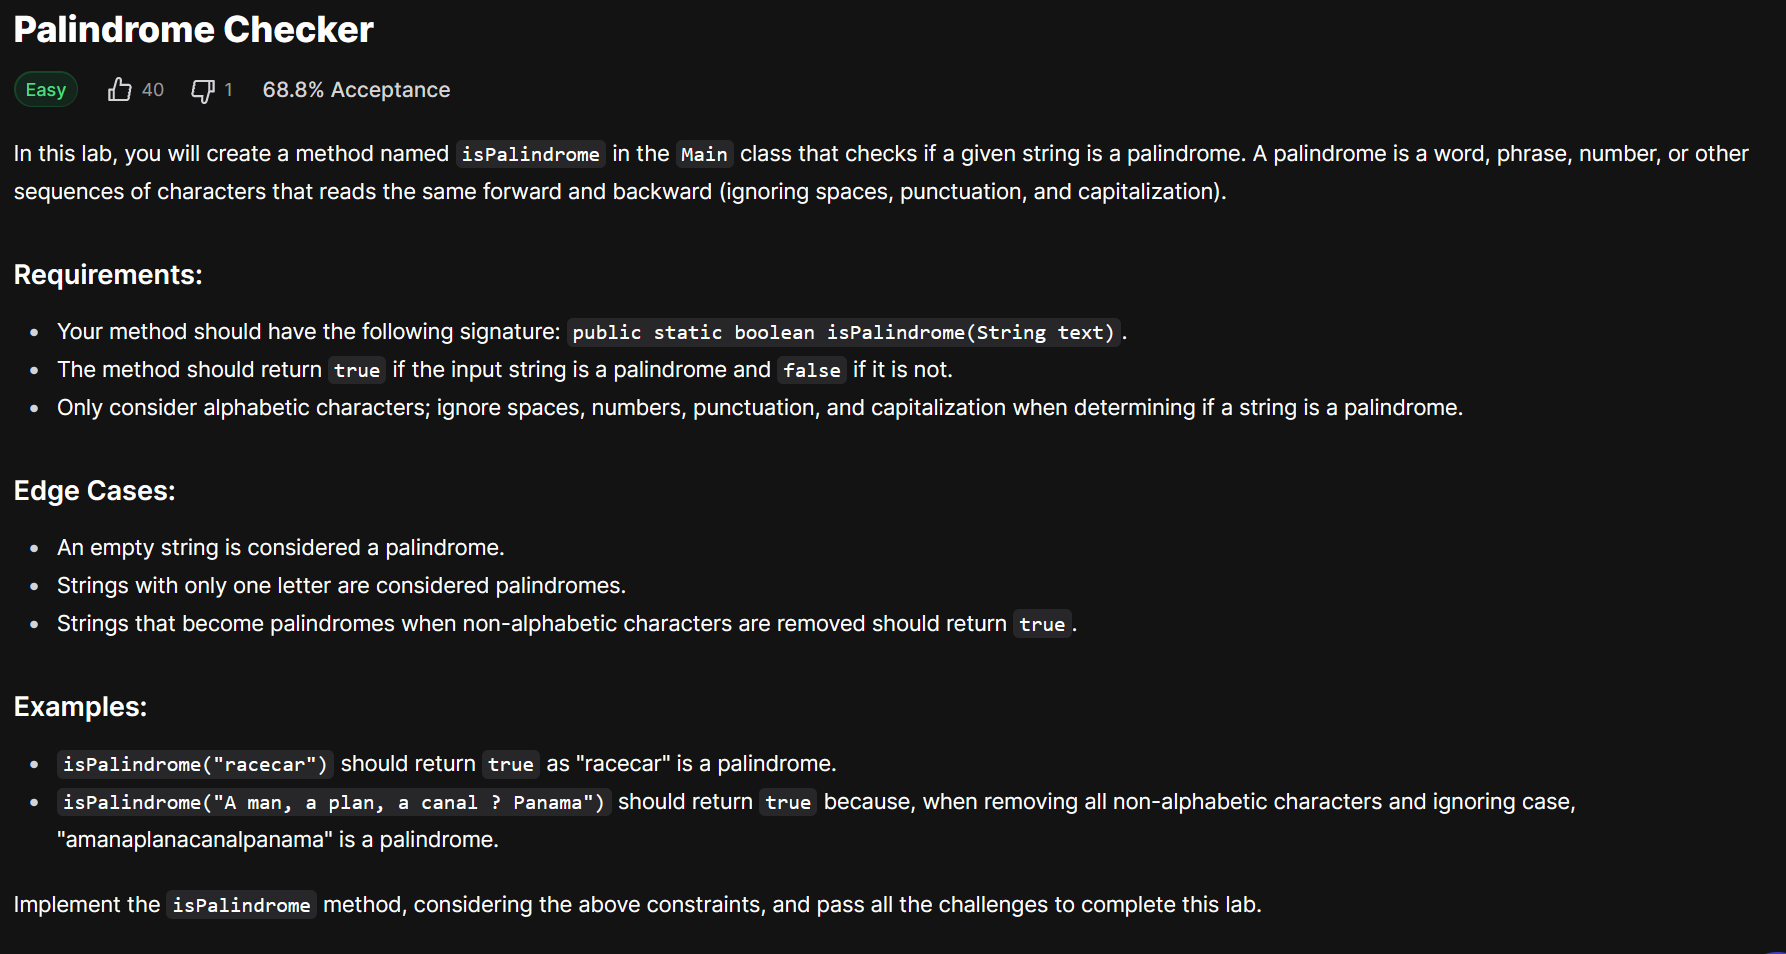 Palindrome Checker
Easy 40 1 68.8% Acceptance
In this lab, you will create a method named isPalindrome in the Main class that checks if a given string is a palindrome. A palindrome is a word, phrase, number, or other
sequences of characters that reads the same forward and backward (ignoring spaces, punctuation, and capitalization).
Requirements:
• Your method should have the following signature: public static boolean isPalindrome(String text).
• The method should return true if the input string is a palindrome and false if it is not.
• Only consider alphabetic characters; ignore spaces, numbers, punctuation, and capitalization when determining if a string is a palindrome.
Edge Cases:
• An empty string is considered a palindrome.
• Strings with only one letter are considered palindromes.
• Strings that become palindromes when non-alphabetic characters are removed should return true.
Examples:
• isPalindrome("racecar") should return true as "racecar" is a palindrome.
• isPalindrome("A man, a plan, a canal ? Panama") should return true because, when removing all non-alphabetic characters and ignoring case,
"amanaplanacanalpanama" is a palindrome.
Implement the isPalindrome method, considering the above constraints, and pass all the challenges to complete this lab.